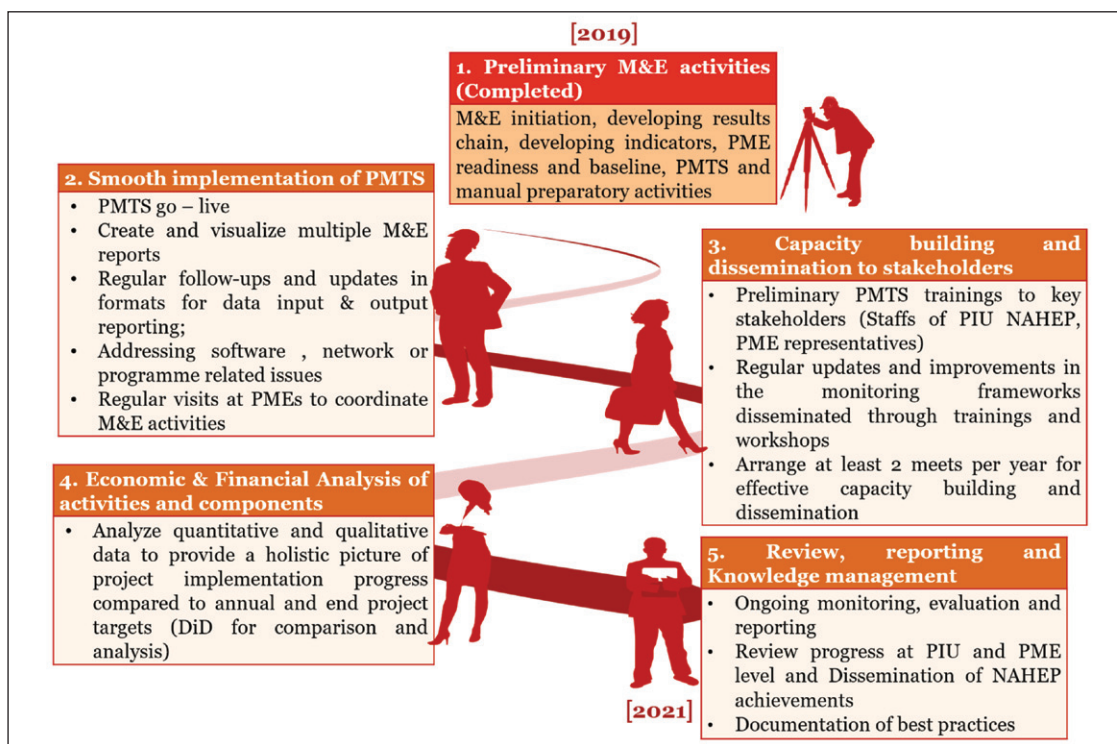 [2019]
1. Preliminary M&E activities
(Completed)
M&E initiation, developing results
chain, developing indicators, PME
readiness and baseline, PMTS and
manual preparatory activities
2. Smooth implementation of PMTS
• PMTS go – live
• Create and visualize multiple M&E
reports
• Regular follow-ups and updates in
formats for data input & output
reporting;
• Addressing software , network or
programme related issues
• Regular visits at PMEs to coordinate
M&E activities
3. Capacity building and
dissemination to stakeholders
• Preliminary PMTS trainings to key
stakeholders (Staffs of PIU NAHEP,
PME representatives)
• Regular updates and improvements in
the monitoring frameworks
disseminated through trainings and
workshops
• Arrange at least 2 meets per year for
effective capacity building and
dissemination
4. Economic & Financial Analysis of
activities and components
• Analyze quantitative and qualitative
data to provide a holistic picture of
project implementation progress
compared to annual and end project
targets (DiD for comparison and
analysis)
5. Review, reporting and
Knowledge management
• Ongoing monitoring, evaluation and
reporting
• Review progress at PIU and PME
level and Dissemination of NAHEP
achievements
• Documentation of best practices
[2021]